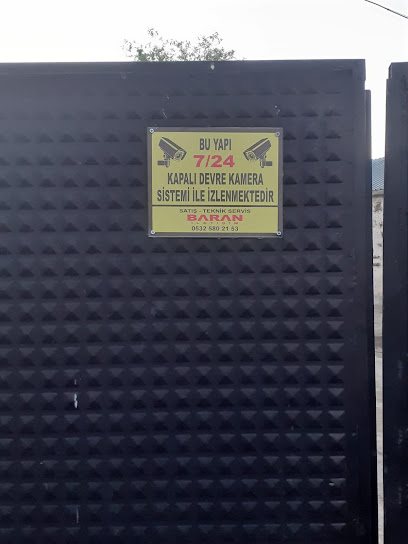 BU YAPI
7/24
KAPALI DEVRE KAMERA
SİSTEMİ İLE İZLENMEKTEDİR
SATIŞ - TEKNİK SERVİS
BARAN
0532 580 21 53